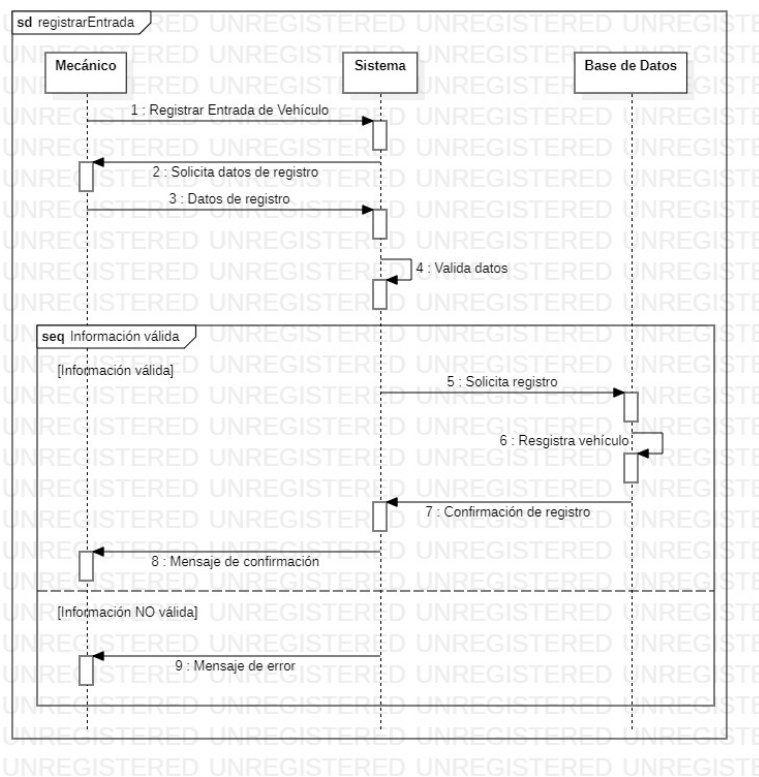 sd registrarEntrada
Mecánico
Sistema
Base de Datos
1 : Registrar Entrada de Vehículo
2 : Solicita datos de registro
3 : Datos de registro
4 : Valida datos
seq Información válida
[Información válida]
5 : Solicita registro
6 : Resgistra vehículo
7 : Confirmación de registro
8 : Mensaje de confirmación
[Información NO válida]
9 : Mensaje de error
UNREGISTERED